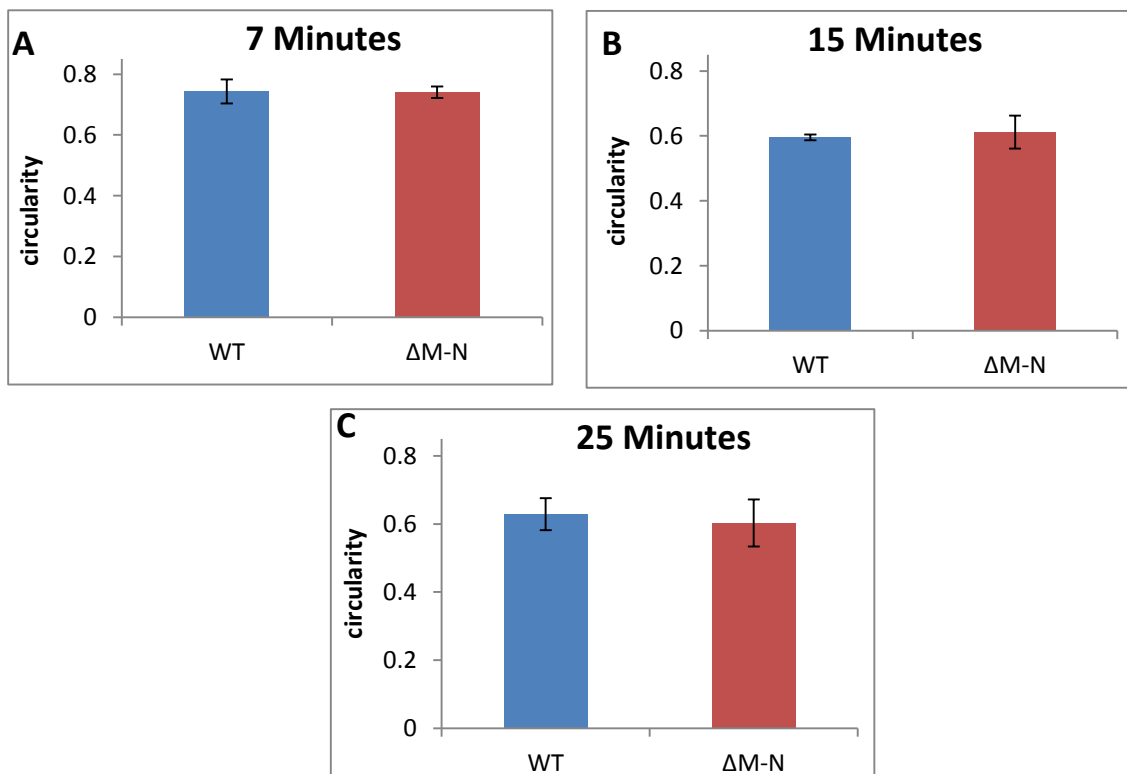 A
7 Minutes
0.8
0.6
0.4
0.2
0
circularity
WT
ΔM-N
B
15 Minutes
0.8
0.6
0.4
0.2
0
circularity
WT
ΔM-N
C
25 Minutes
0.8
0.6
0.4
0.2
0
circularity
WT
ΔM-N